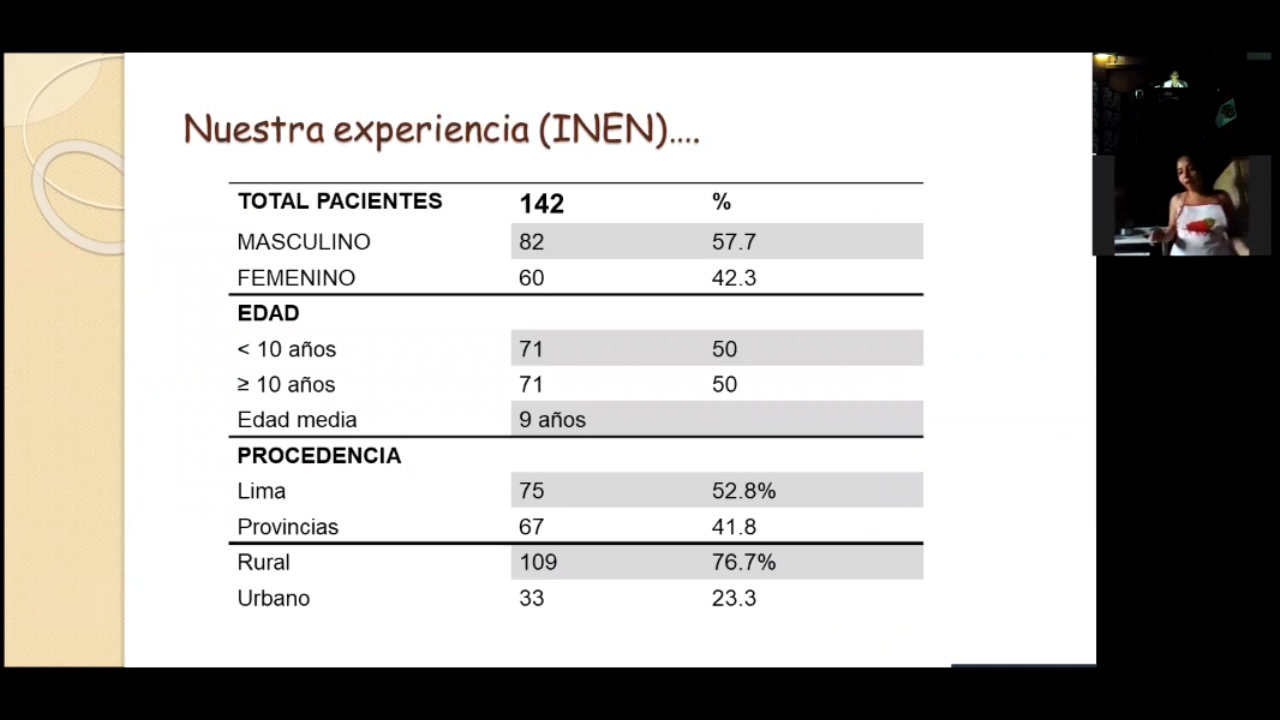 Nuestra experiencia (INEN)....
TOTAL PACIENTES 142 %
MASCULINO 82 57.7
FEMENINO 60 42.3
EDAD
< 10 años 71 50
≥ 10 años 71 50
Edad media 9 años
PROCEDENCIA
Lima 75 52.8%
Provincias 67 41.8
Rural 109 76.7%
Urbano 33 23.3